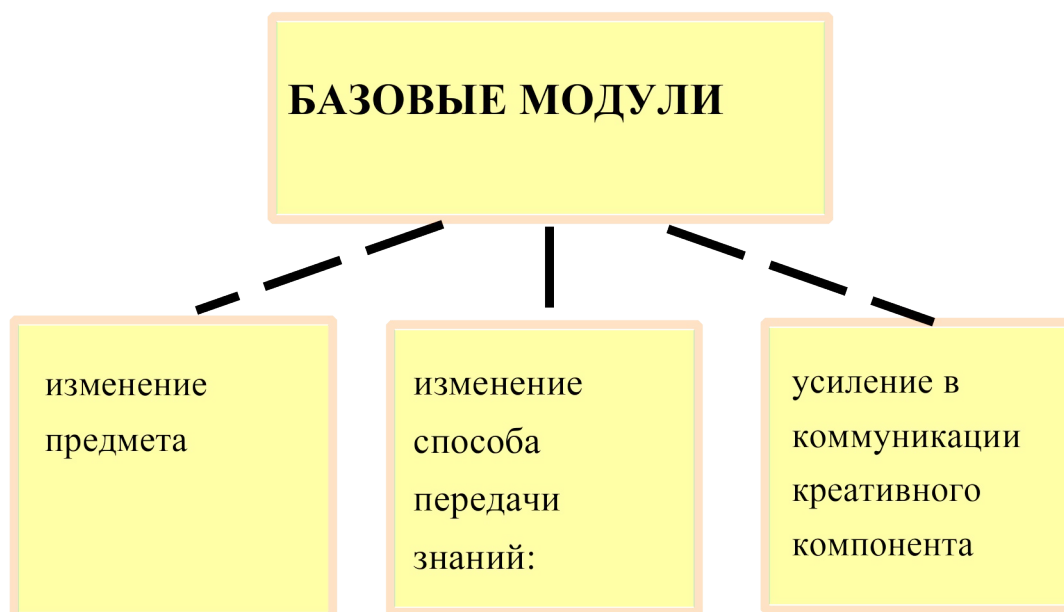 БАЗОВЫЕ МОДУЛИ
изменение
предмета
изменение
способа
передачи
знаний:
усиление в
коммуникации
креативного
компонента